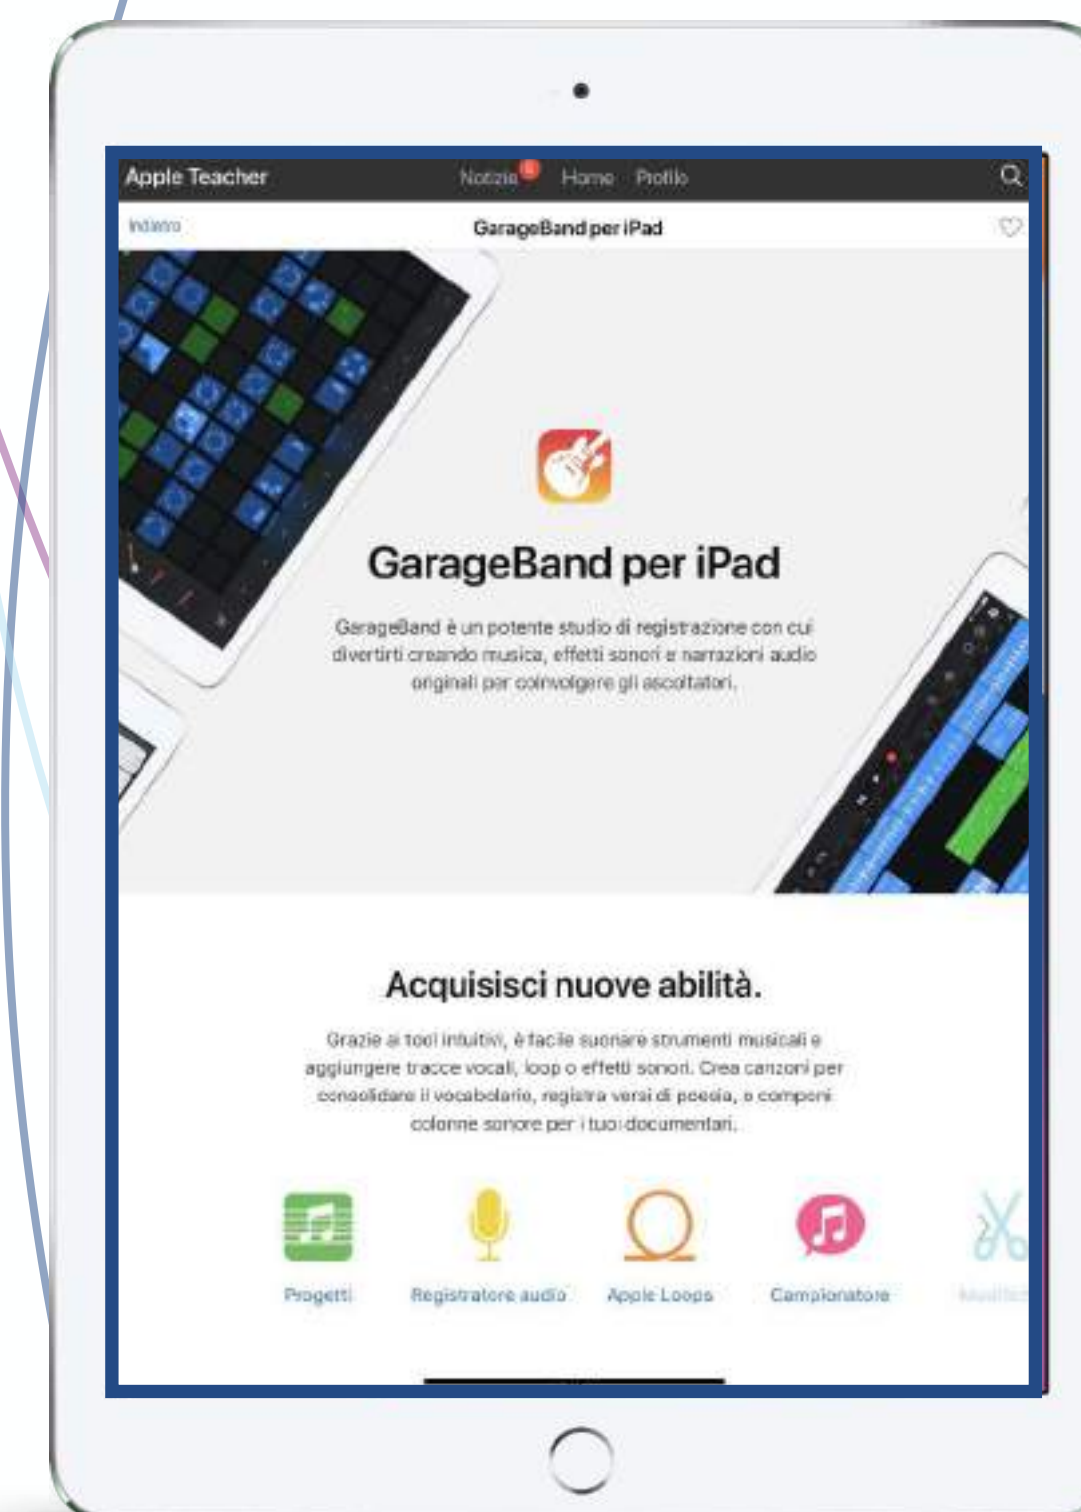 Apple Teacher
Notizie Home Profilo
Indietro
GarageBand per iPad
GarageBand per iPad
GarageBand è un potente studio di registrazione con cui
divertirti creando musica, effetti sonori e narrazioni audio
originali per coinvolgere gli ascoltatori.
Acquisisci nuove abilità.
Grazie ai tool intuitivi, è facile suonare strumenti musicali e
aggiungere tracce vocali, loop o effetti sonori. Crea canzoni per
consolidare il vocabolario, registra versi di poesia, o componi
colonne sonore per i tuoi documentari.
Progetti
Registratore audio
Apple Loops
Campionatore